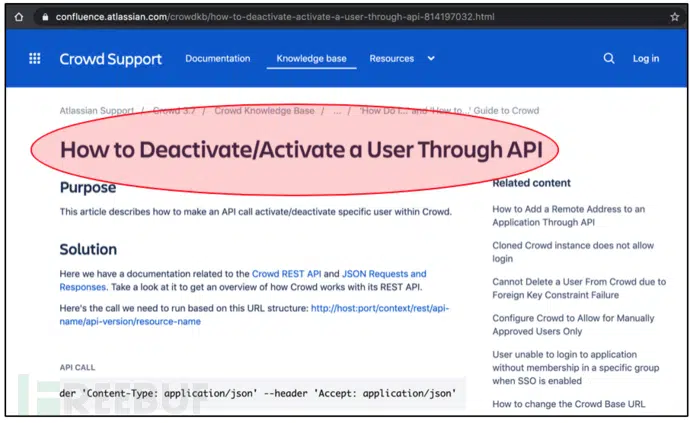 confluence.atlassian.com/crowdkb/how-to-deactivate-activate-a-user-through-api-814197032.html
Crowd Support
Documentation
Knowledge base
Resources
Log in
Atlassian Support / Crowd 3.7 / Crowd Knowledge Base / ... / 'How Do I...' and 'How to...' Guide to Crowd
How to Deactivate/Activate a User Through API
Purpose
This article describes how to make an API call activate/deactivate specific user within Crowd.
Solution
Here we have a documentation related to the Crowd REST API and JSON Requests and
Responses. Take a look at it to get an overview of how Crowd works with its REST API.
Here's the call we need to run based on this URL structure: http://host:port/context/rest/api-
name/api-version/resource-name
API CALL
der 'Content-Type: application/json' --header 'Accept: application/json'
Related content
How to Add a Remote Address to an
Application Through API
Cloned Crowd instance does not allow
login
Cannot Delete a User From Crowd due to
Foreign Key Constraint Failure
Configure Crowd to Allow for Manually
Approved Users Only
User unable to login to application
without membership in a specific group
when SSO is enabled
How to change the Crowd Base URL
FREEBUF